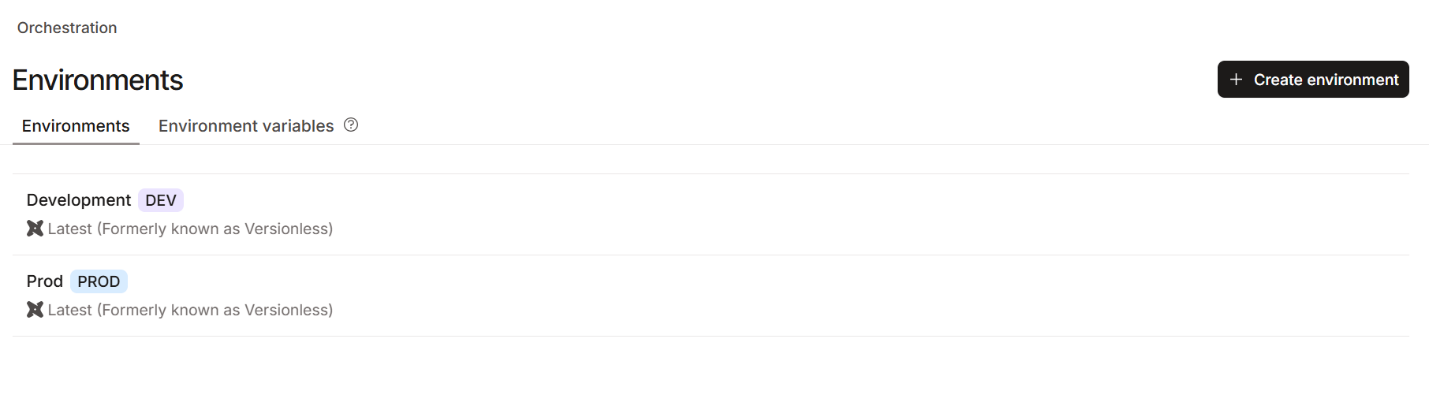 Orchestration
Environments
+ Create environment
Environments Environment variables ?
Development DEV
Latest (Formerly known as Versionless)
Prod PROD
Latest (Formerly known as Versionless)